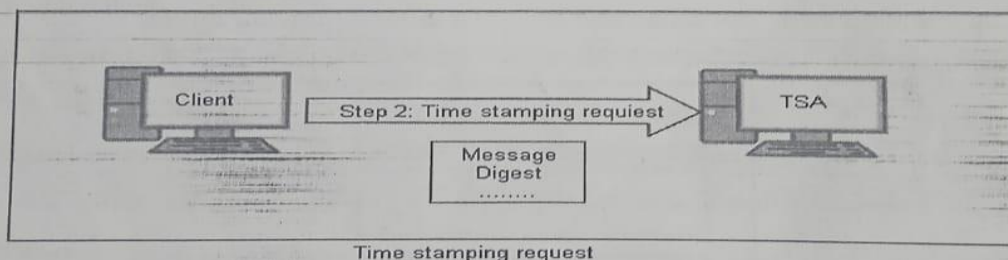 Client
Step 2: Time stamping requiest
TSA
Message
Digest
........
Time stamping request